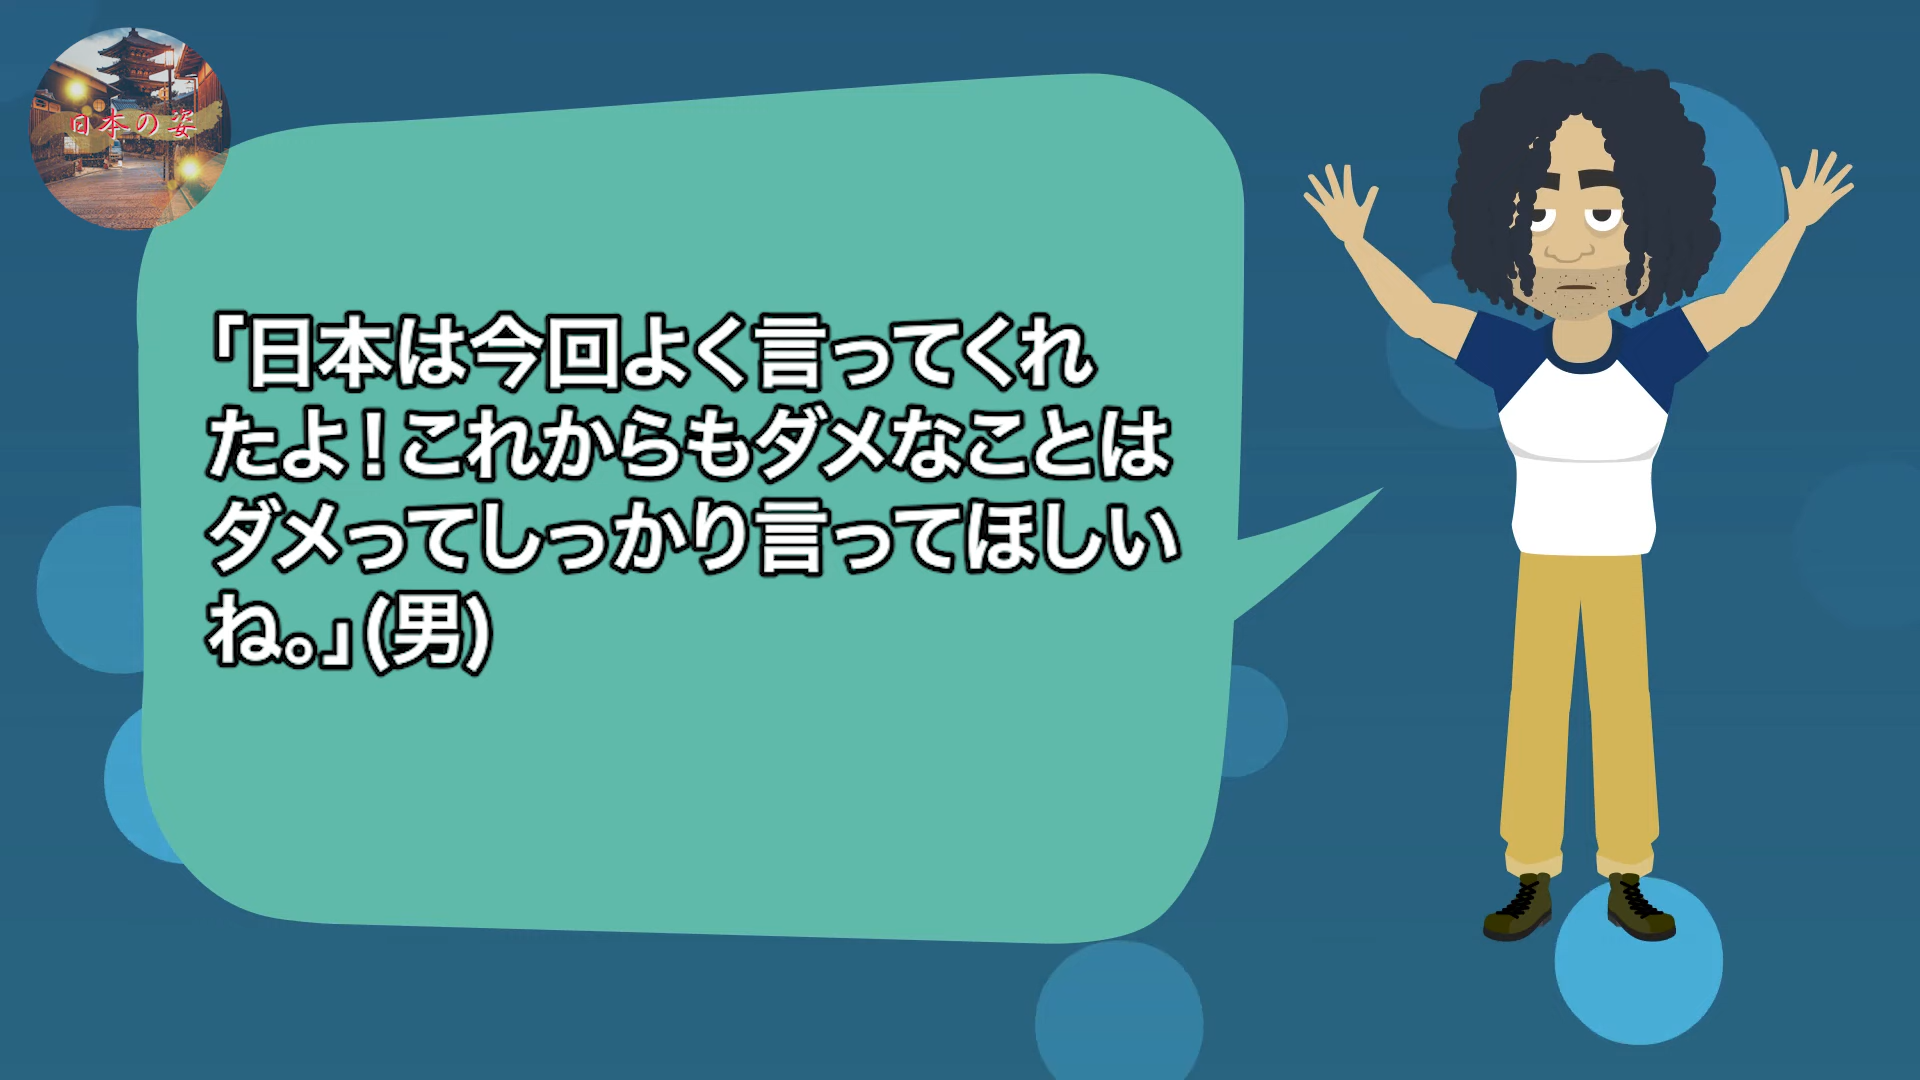 日本の姿
「日本は今回よく言ってくれ
たよ！これからもダメなことは
ダメってしっかり言ってほしい
ね。」(男)